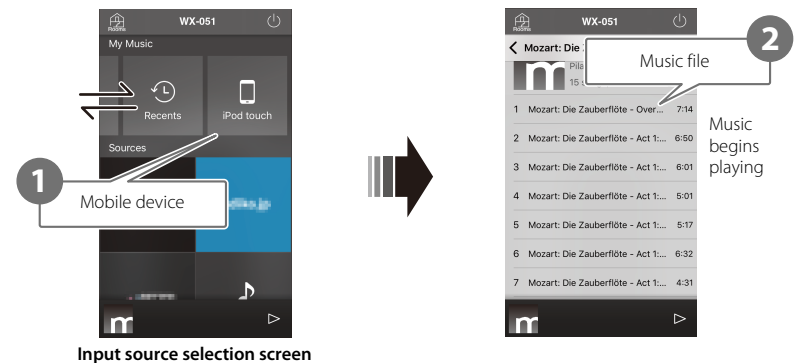 Rooms
WX-051
My Music
Recents
iPod touch
Sources
1
Mobile device
m
Input source selection screen
Rooms
WX-051
Mozart: Die
2
Music file
m
15
1 Mozart: Die Zauberflöte - Over... 7:14
2 Mozart: Die Zauberflöte - Act 1:... 6:50
3 Mozart: Die Zauberflöte - Act 1:... 6:01
4 Mozart: Die Zauberflöte - Act 1:... 5:01
5 Mozart: Die Zauberflöte - Act 1:... 5:17
6 Mozart: Die Zauberflöte - Act 1:... 6:32
7 Mozart: Die Zauberflöte - Act 1:... 4:31
m
Music
begins
playing